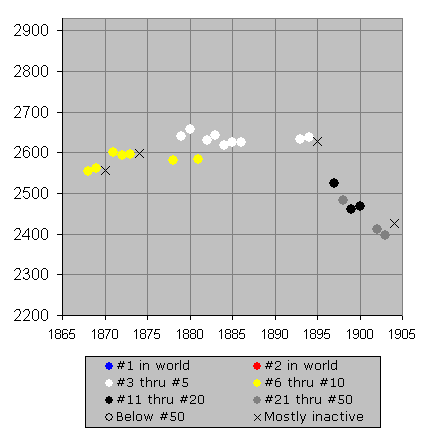 2900
2800
2700
2600
2500
2400
2300
2200
1865 1870 1875 1880 1885 1890 1895 1900 1905
#1 in world #2 in world
#3 thru #5 #6 thru #10
#11 thru #20 #21 thru #50
Below #50 Mostly inactive